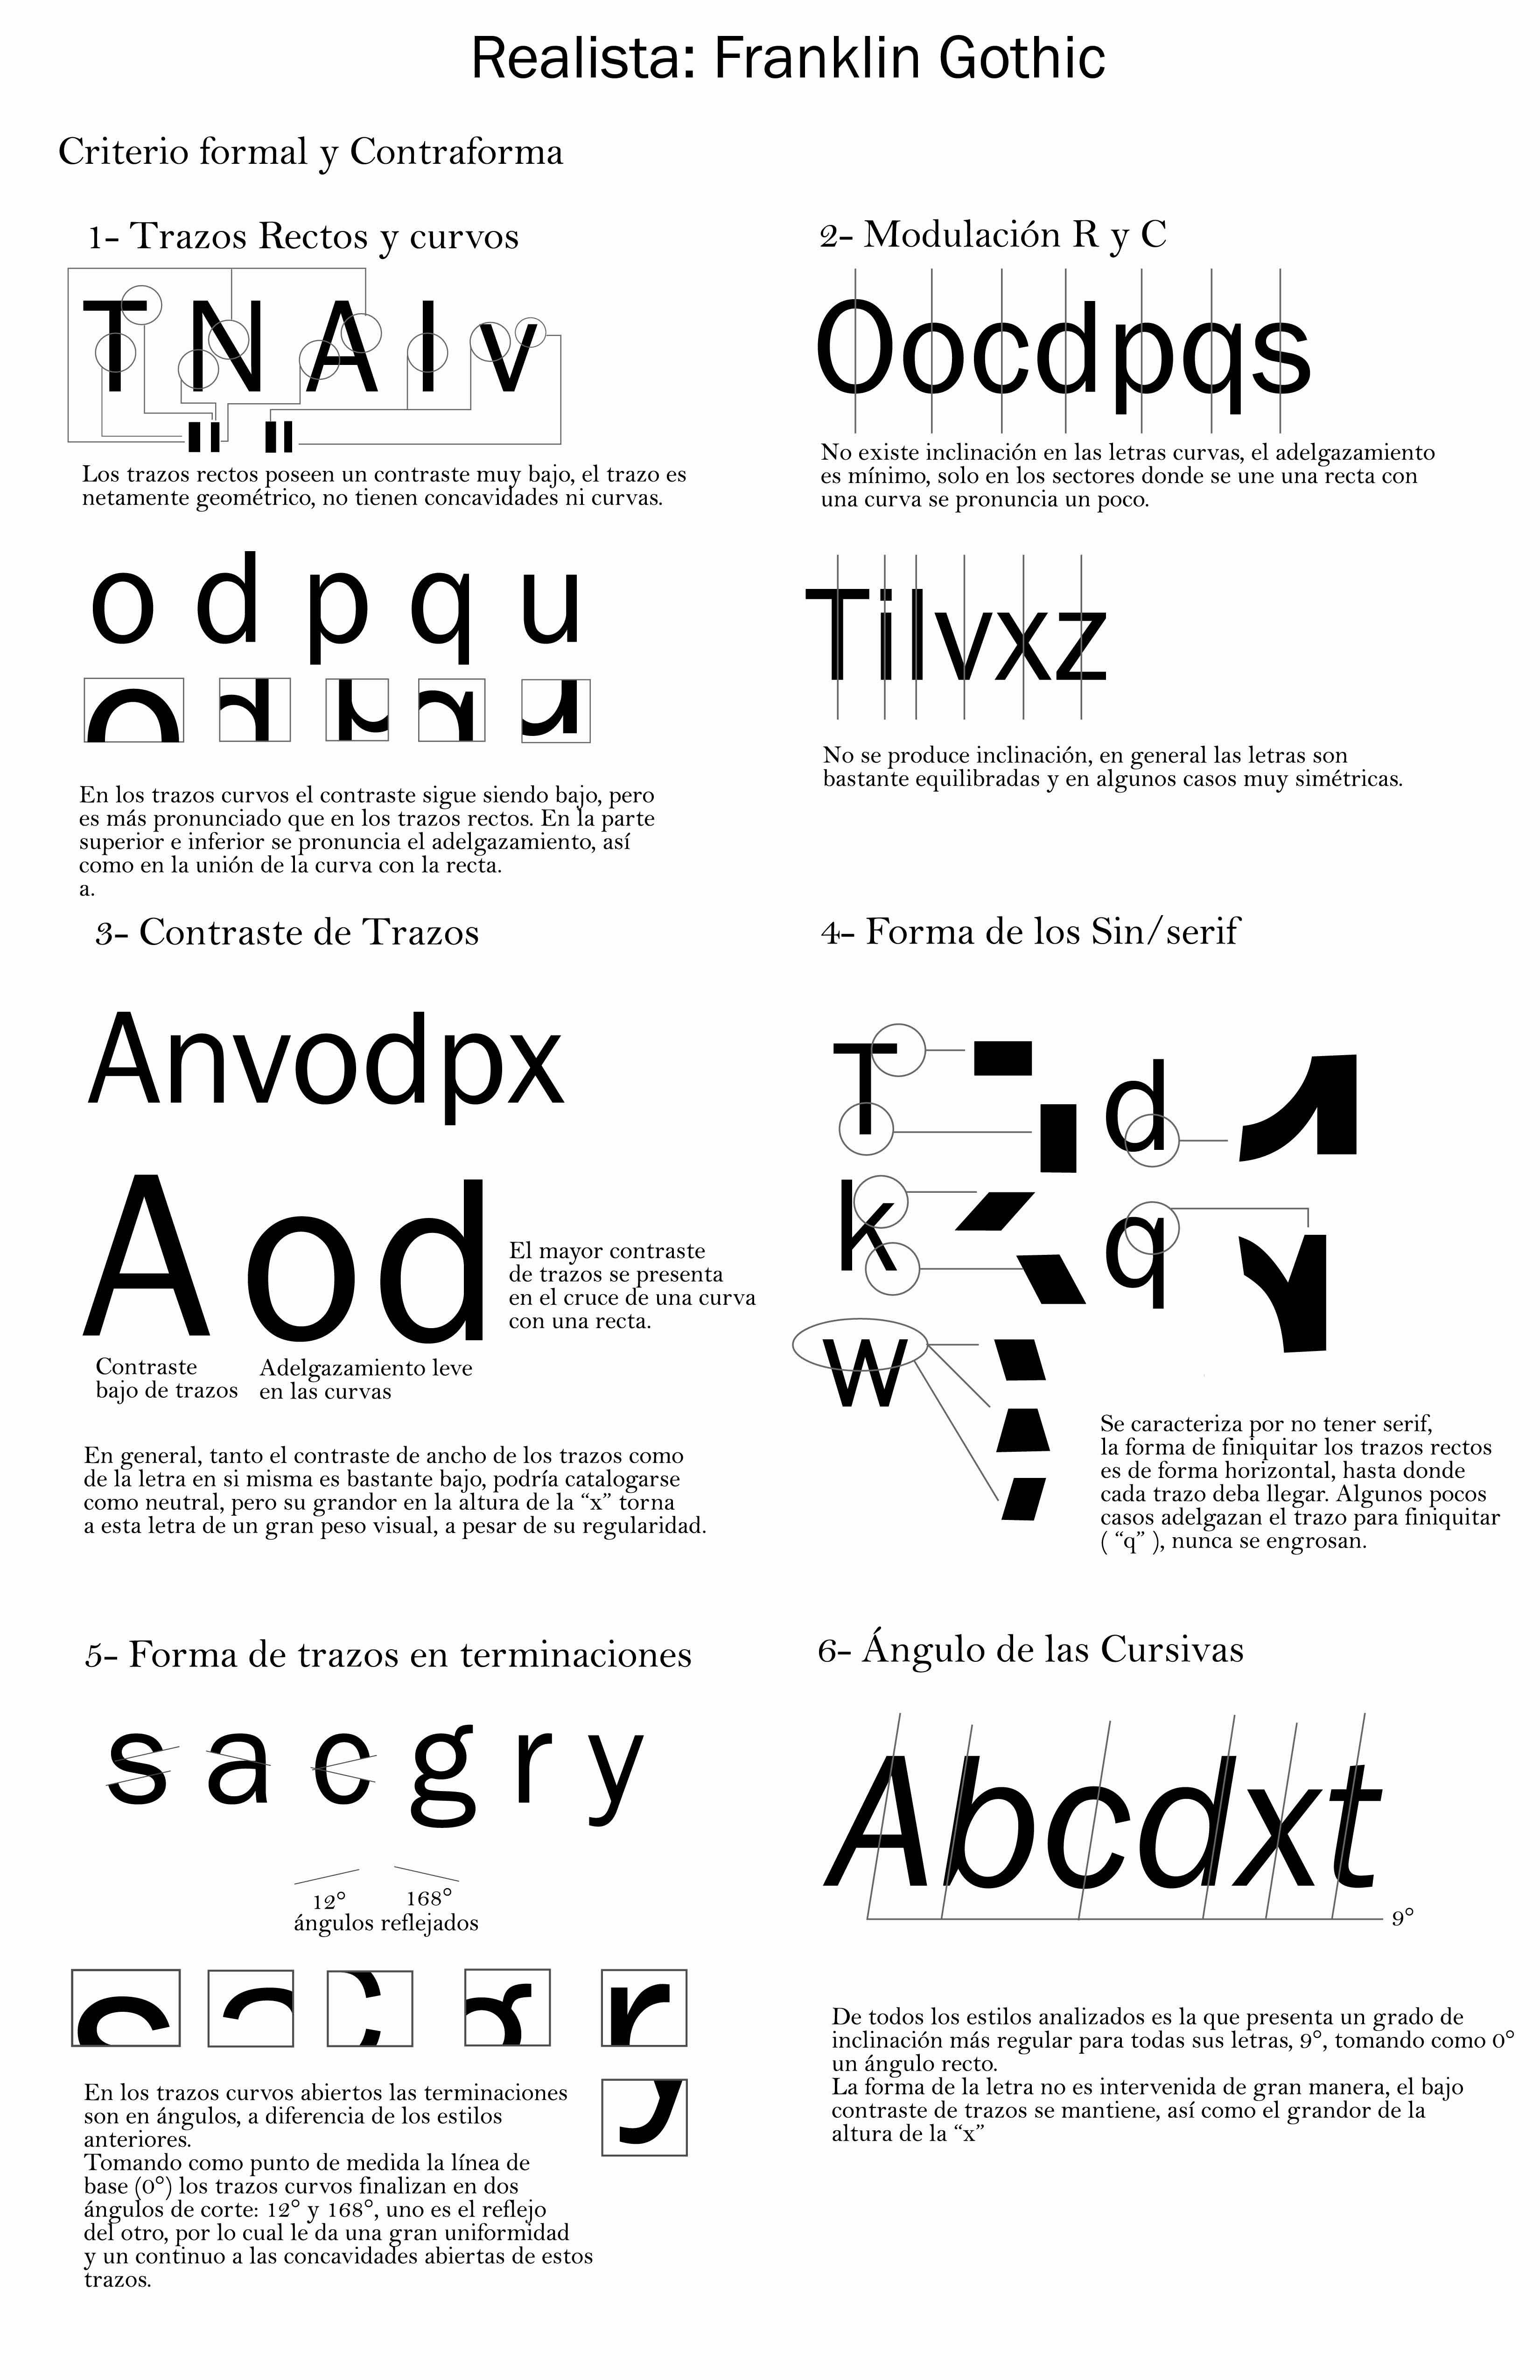 Realista: Franklin Gothic
Criterio formal y Contraforma
1- Trazos Rectos y curvos
T N A l v
Los trazos rectos poseen un contraste muy bajo, el trazo es
netamente geométrico, no tienen concavidades ni curvas.
o d p q u
En los trazos curvos el contraste sigue siendo bajo, pero
es más pronunciado que en los trazos rectos. En la parte
superior e inferior se pronuncia el adelgazamiento, así
como en la unión de la curva con la recta.
a.
2- Modulación R y C
Oocdpqs
No existe inclinación en las letras curvas, el adelgazamiento
es mínimo, solo en los sectores donde se une una recta con
una curva se pronuncia un poco.
Tilvxz
No se produce inclinación, en general las letras son
bastante equilibradas y en algunos casos muy simétricas.
3- Contraste de Trazos
Anvodpx
Aod
El mayor contraste
de trazos se presenta
en el cruce de una curva
con una recta.
Contraste
bajo de trazos
Adelgazamiento leve
en las curvas
En general, tanto el contraste de ancho de los trazos como
de la letra en si misma es bastante bajo, podría catalogarse
como neutral, pero su grandor en la altura de la “x” torna
a esta letra de un gran peso visual, a pesar de su regularidad.
4- Forma de los Sin/serif
T
d
k
q
w
Se caracteriza por no tener serif,
la forma de finiquitar los trazos rectos
es de forma horizontal, hasta donde
cada trazo deba llegar. Algunos pocos
casos adelgazan el trazo para finiquitar
( “q” ), nunca se engrosan.
5- Forma de trazos en terminaciones
s a c g r y
12° 168°
ángulos reflejados
En los trazos curvos abiertos las terminaciones
son en ángulos, a diferencia de los estilos
anteriores.
Tomando como punto de medida la línea de
base (0°) los trazos curvos finalizan en dos
ángulos de corte: 12° y 168°, uno es el reflejo
del otro, por lo cual le da una gran uniformidad
y un continuo a las concavidades abiertas de estos
trazos.
6- Ángulo de las Cursivas
Abcdxt
9°
De todos los estilos analizados es la que presenta un grado de
inclinación más regular para todas sus letras, 9°, tomando como 0°
un ángulo recto.
La forma de la letra no es intervenida de gran manera, el bajo
contraste de trazos se mantiene, así como el grandor de la
altura de la “x”